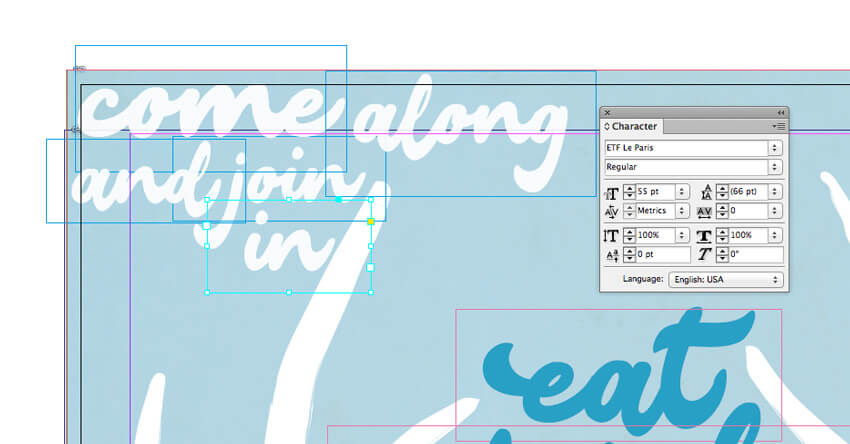 come along
and join
in
Character
ETF Le Paris
Regular
55 pt (66 pt)
Metrics 0
100% 100%
0 pt 0°
Language: English: USA
eat